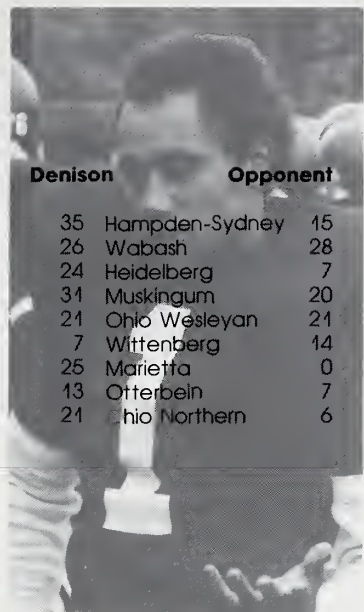 Denison Opponent
35 Hampden-Sydney 15
26 Wabash 28
24 Heidelberg 7
31 Muskingum 20
21 Ohio Wesleyan 21
7 Wittenberg 14
25 Marietta 0
13 Otterbein 7
21 Ohio Northern 6